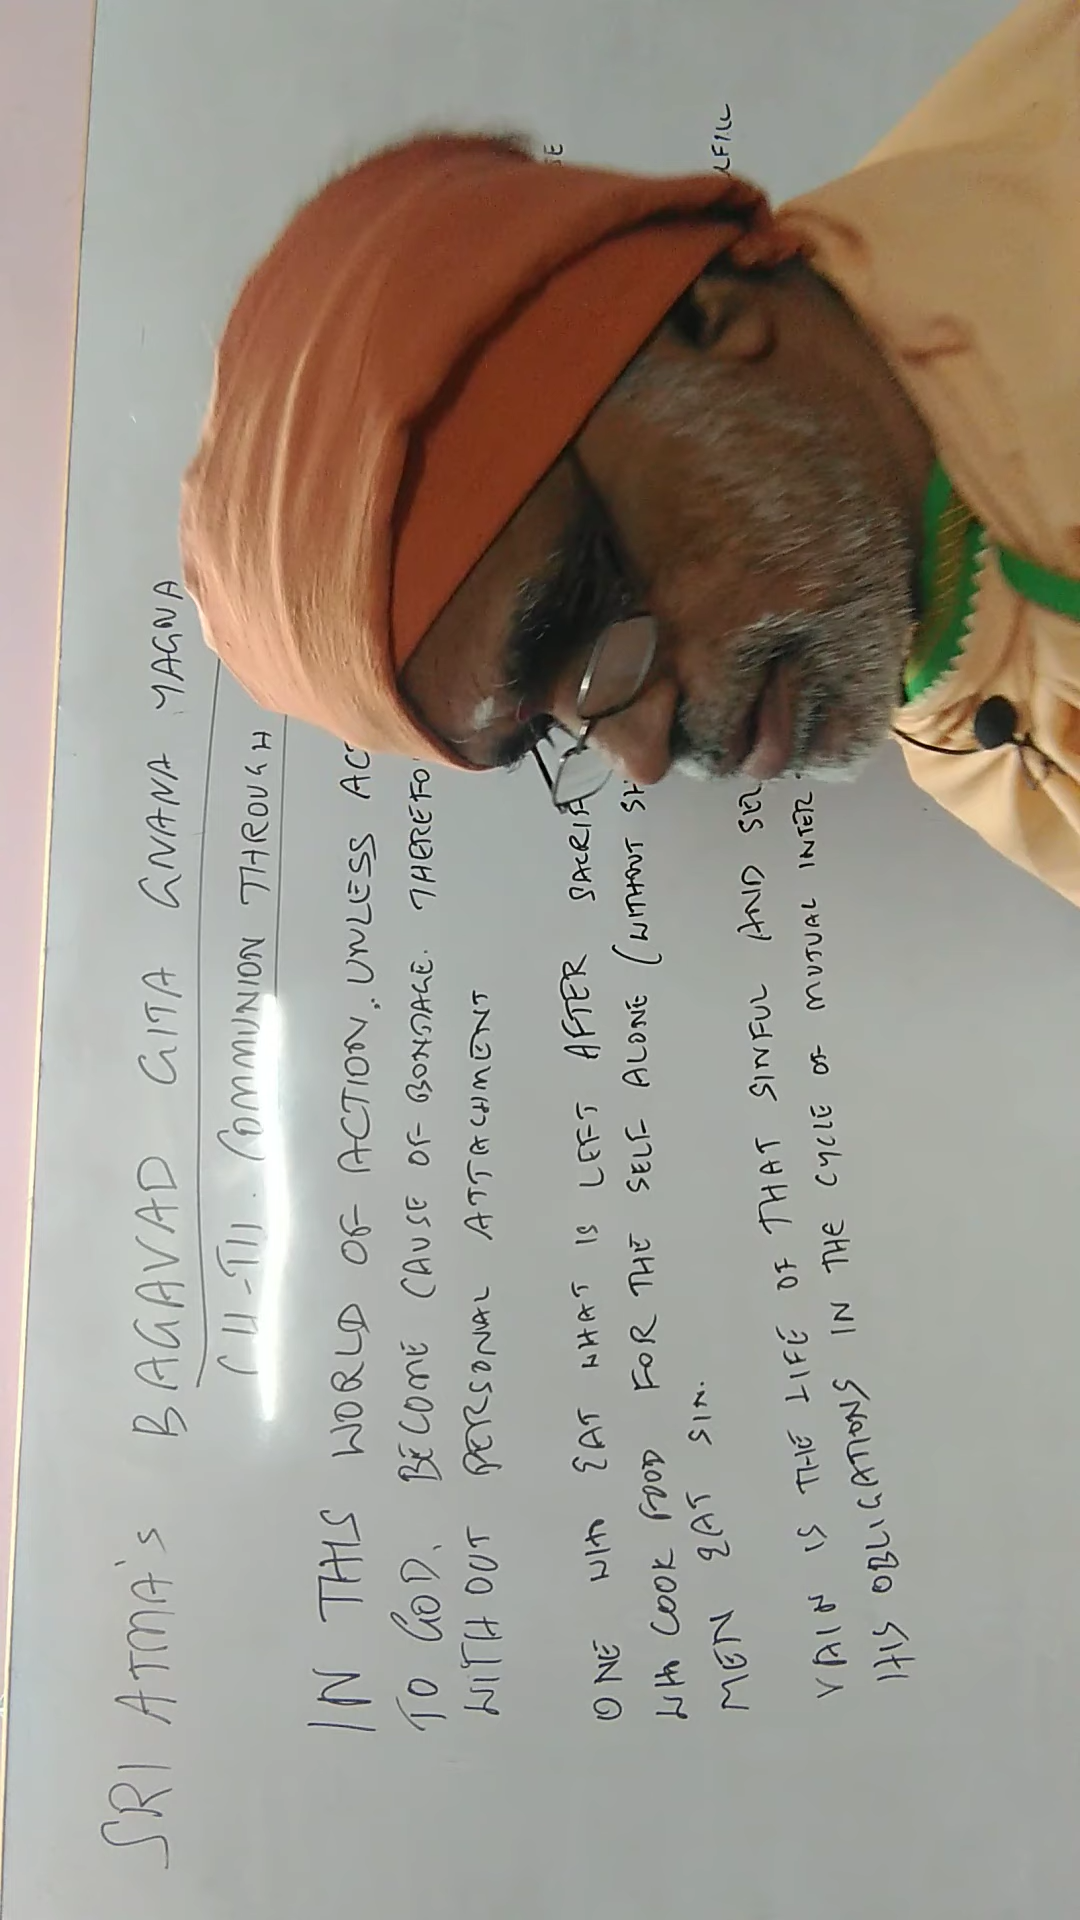 SRI ATMA'S BAGAVAD GITA GNANA YAGNA
CH-III. COMMUNION THROUGH
IN THIS WORLD OF ACTION. UNLESS AC
TO GOD. BECOME CAUSE OF BONDAGE. THEREFO
WITH OUT PERSONAL ATTACHMENT
ONE WHO EAT WHAT IS LEFT AFTER SACRIF
WHO COOK FOOD FOR THE SELF ALONE (WITHOUT SH
MEN EAT SIN.
VAIN IS THE LIFE OF THAT SINFUL AND SE LFILL
HIS OBLIGATIONS IN THE CYCLE OF MUTUAL INTER